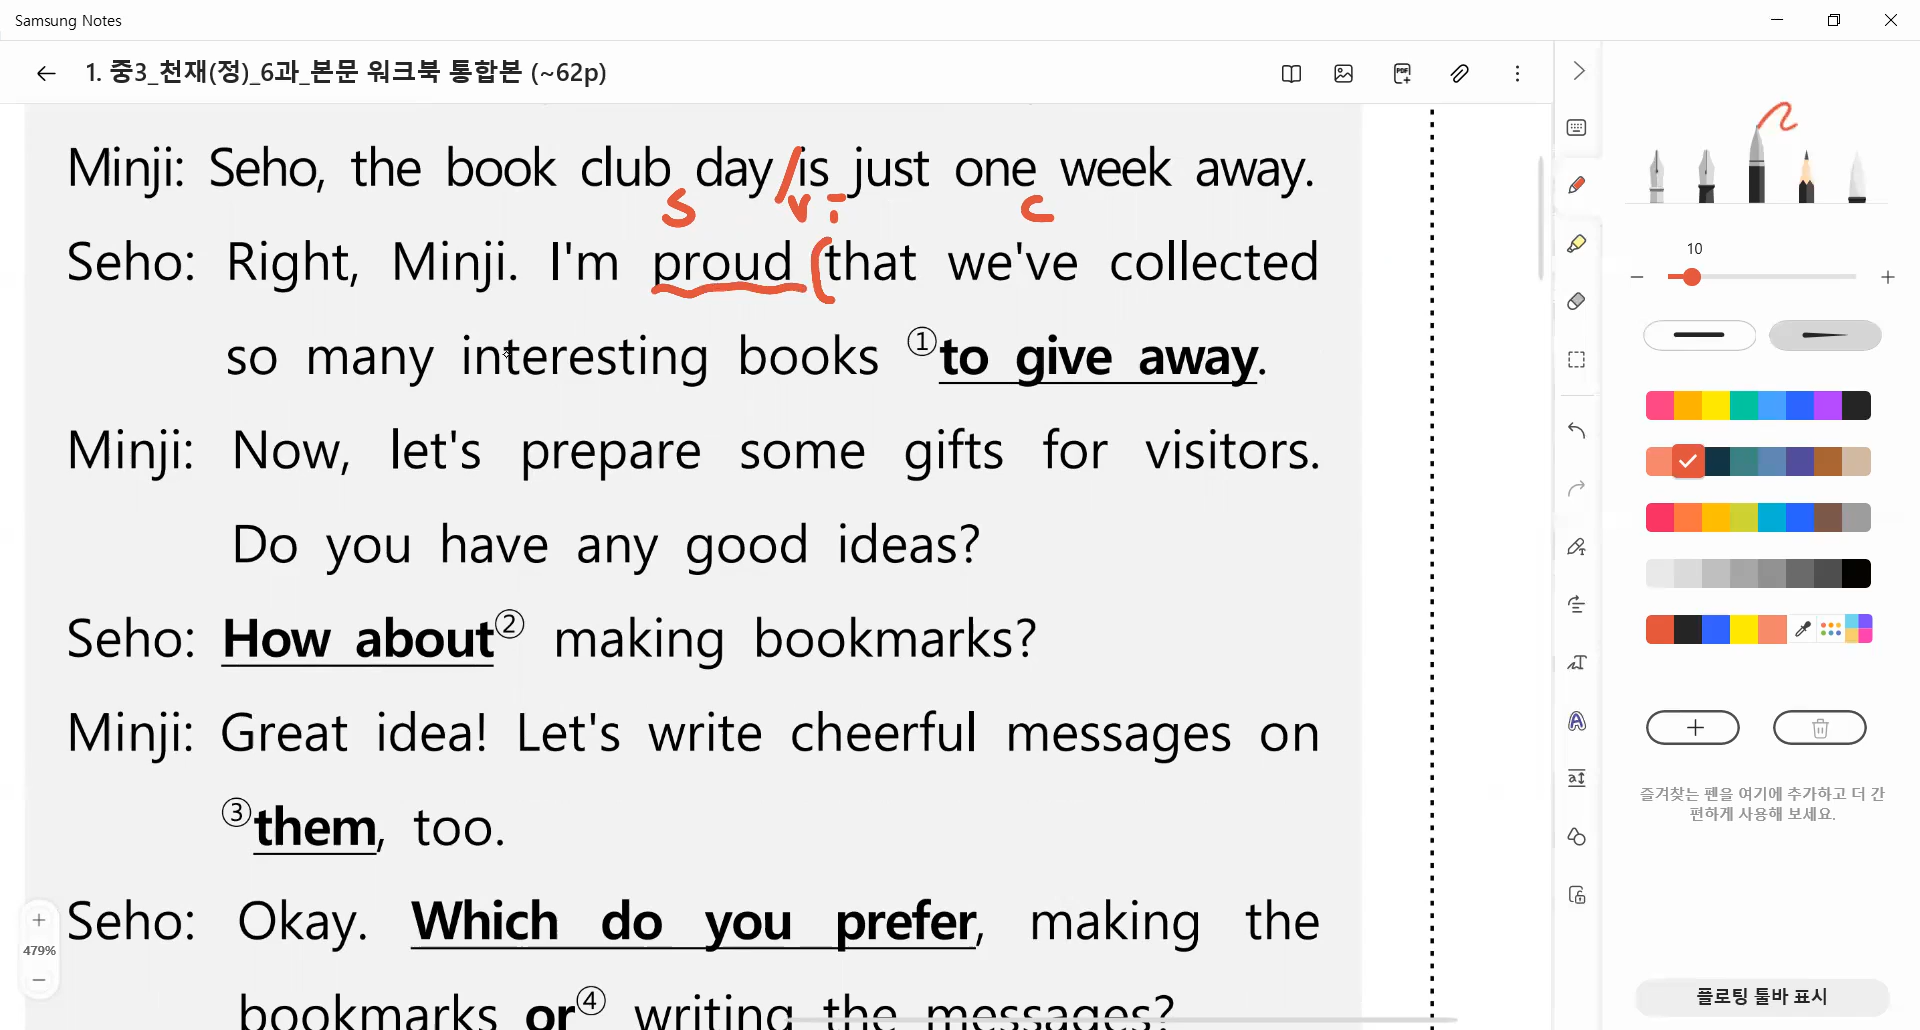 Samsung Notes
1. 중3_천재(정)_6과_본문 워크북 통합본 (~62p)
Minji: Seho, the book club day is just one week away.
s v c
Seho: Right, Minji. I'm proud that we've collected
so many interesting books ①to give away.
Minji: Now, let's prepare some gifts for visitors.
Do you have any good ideas?
Seho: How about② making bookmarks?
Minji: Great idea! Let's write cheerful messages on
③them, too.
Seho: Okay. Which do you prefer, making the
bookmarks or④ writing the messages?
479%
PDF
10
즐겨찾는 펜을 여기에 추가하고 더 간
편하게 사용해 보세요.
플로팅 툴바 표시